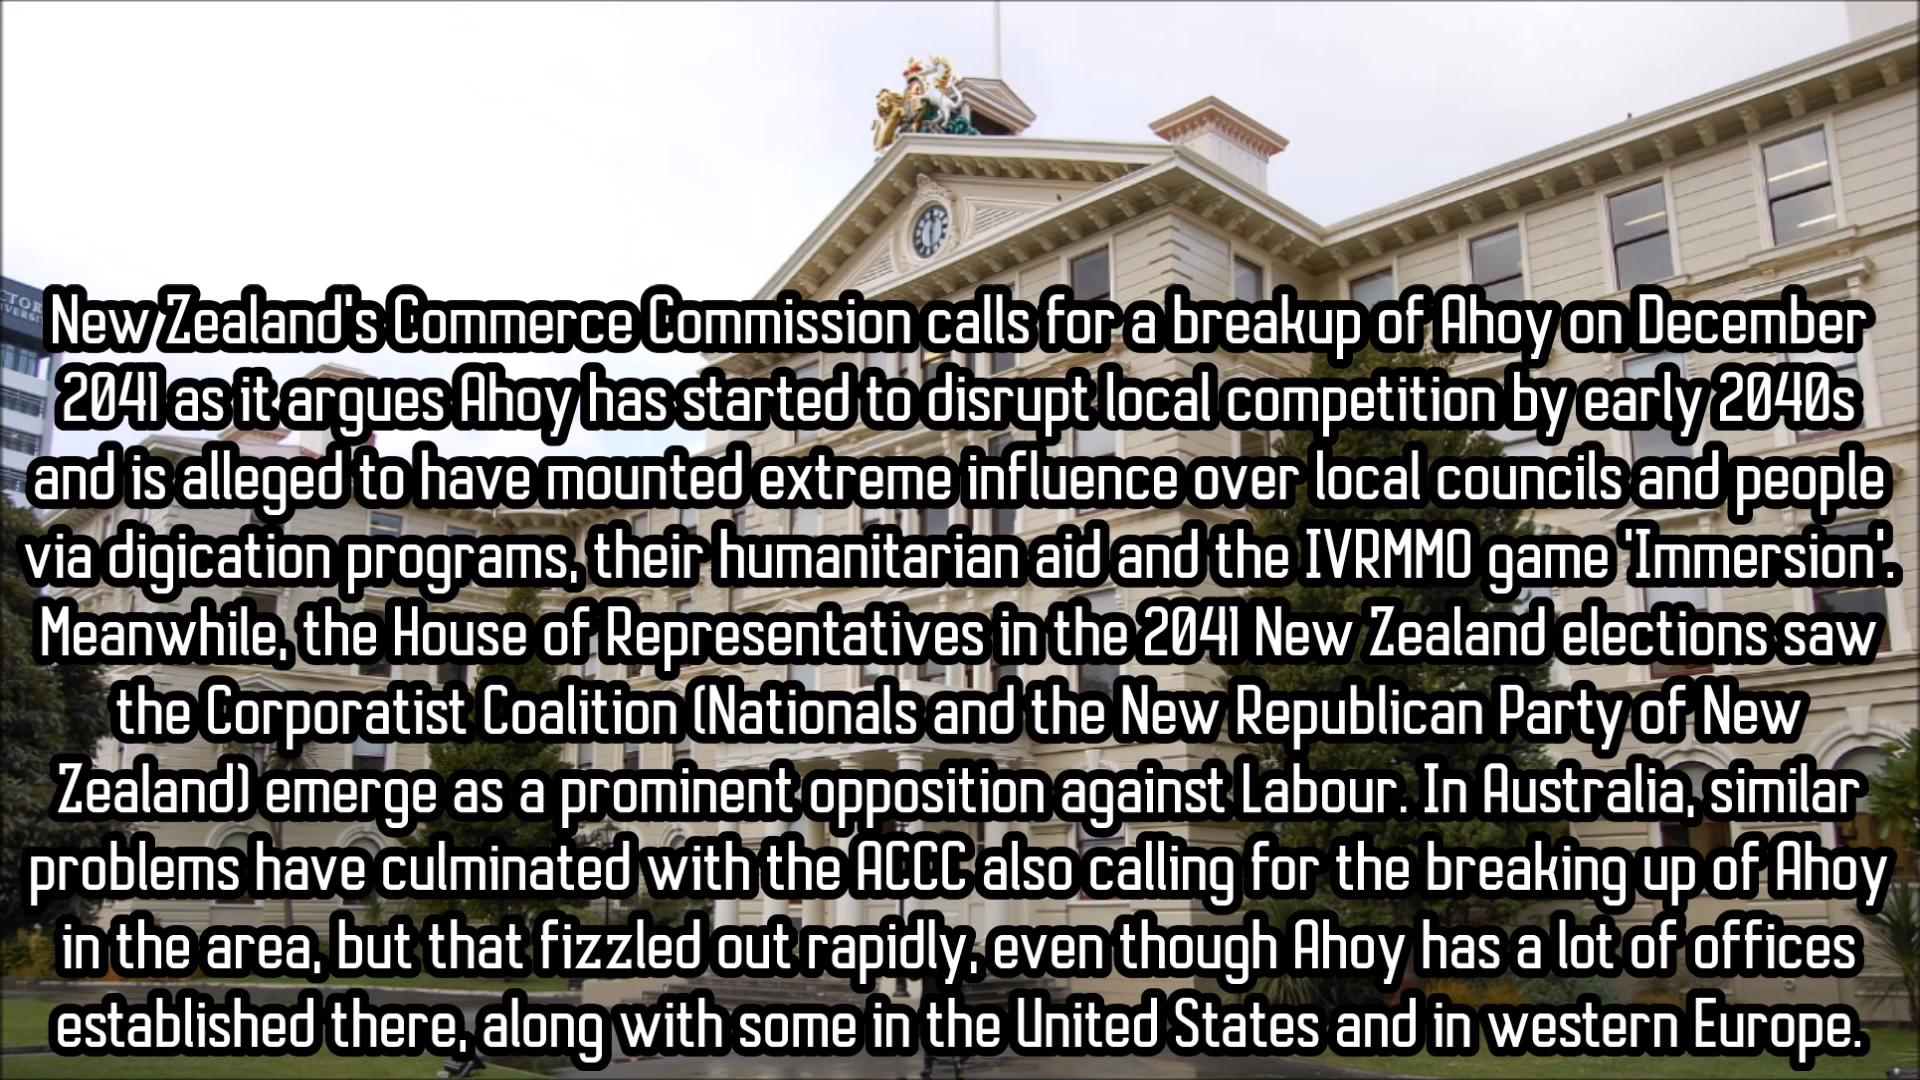 CTOR
IVERSI
New Zealand's Commerce Commission calls for a breakup of Ahoy on December
2041 as it argues Ahoy has started to disrupt local competition by early 2040s
and is alleged to have mounted extreme influence over local councils and people
via digication programs, their humanitarian aid and the IVRMMO game 'Immersion'.
Meanwhile, the House of Representatives in the 2041 New Zealand elections saw
the Corporatist Coalition (Nationals and the New Republican Party of New
Zealand) emerge as a prominent opposition against Labour. In Australia, similar
problems have culminated with the ACCC also calling for the breaking up of Ahoy
in the area, but that fizzled out rapidly, even though Ahoy has a lot of offices
established there, along with some in the United States and in western Europe.